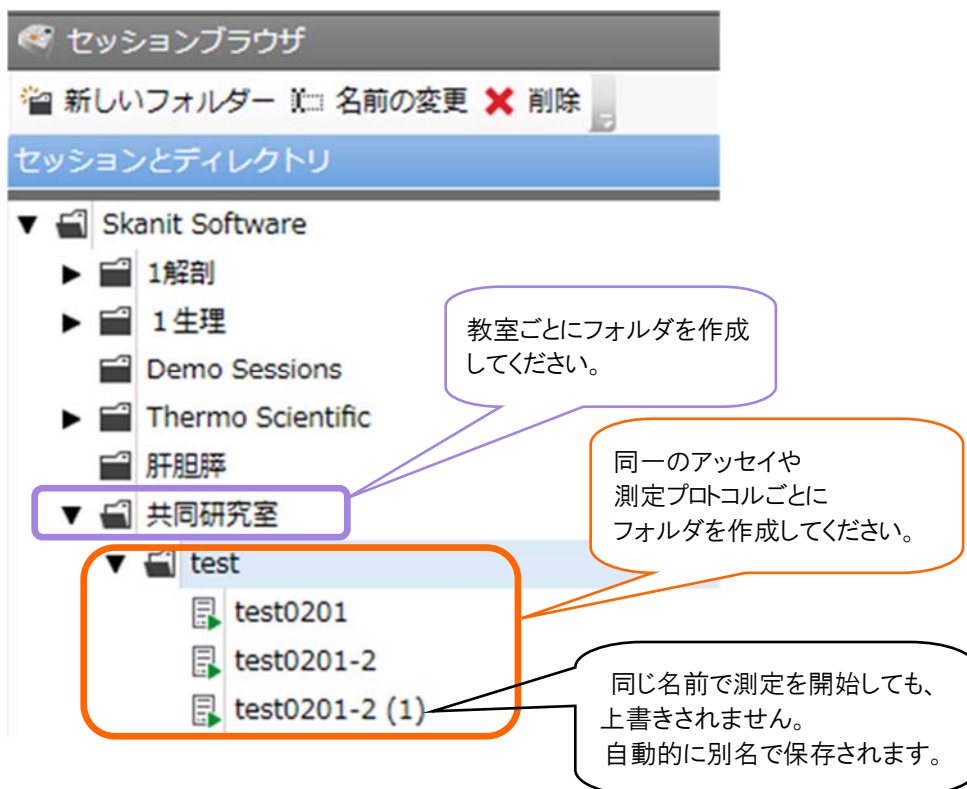 セッションブラウザ
新しいフォルダー 名前の変更 削除
セッションとディレクトリ
Skanit Software
1解剖
１生理
Demo Sessions
Thermo Scientific
肝胆膵
共同研究室
test
test0201
test0201-2
test0201-2 (1)
教室ごとにフォルダを作成
してください。
同一のアッセイや
測定プロトコルごとに
フォルダを作成してください。
同じ名前で測定を開始しても、
上書きされません。
自動的に別名で保存されます。